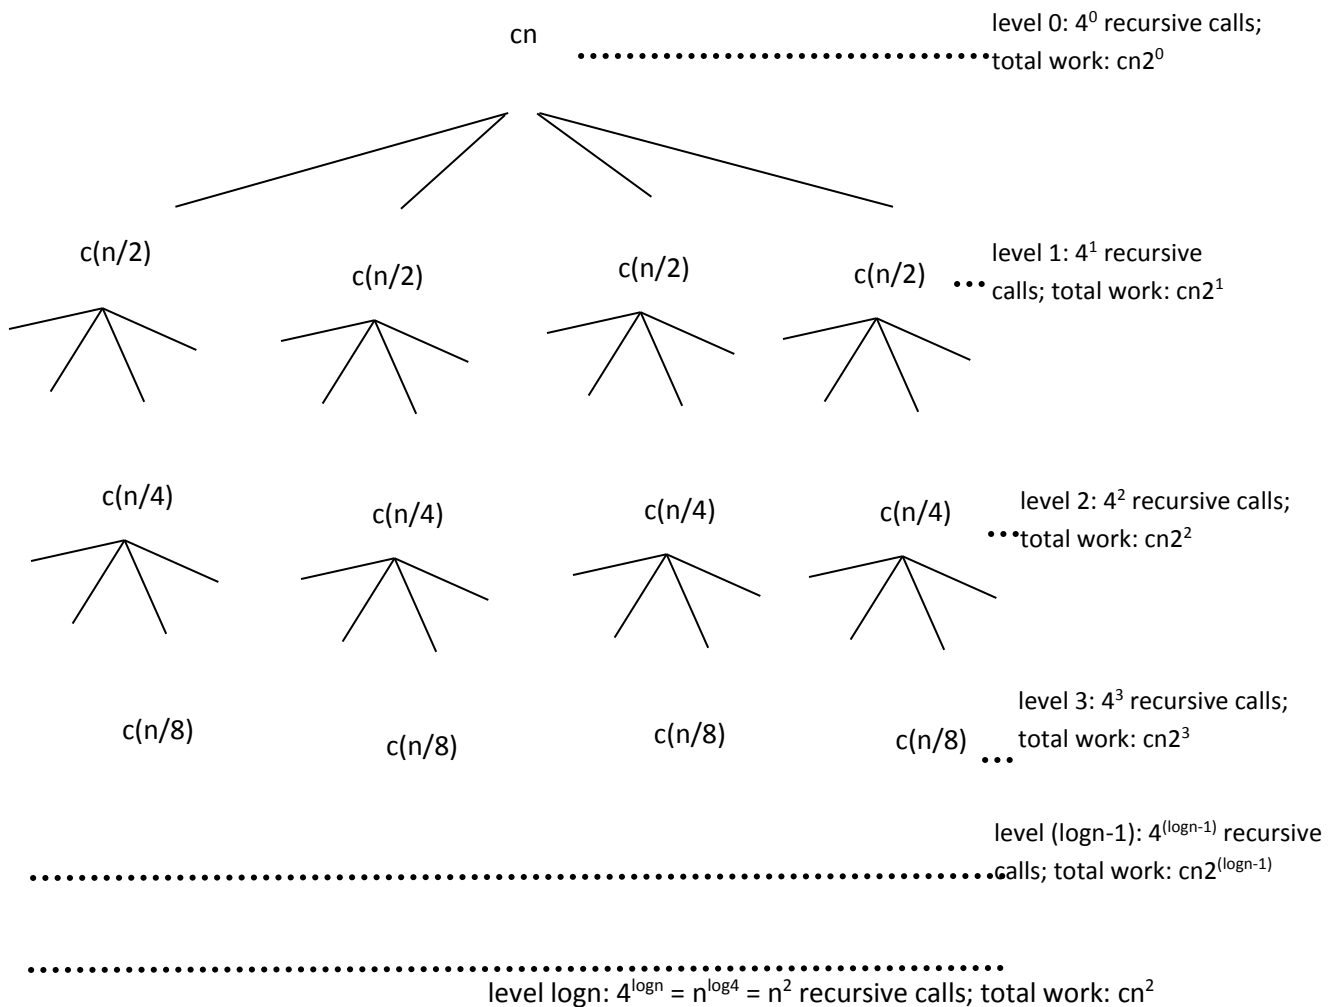 cn
level 0: 4⁰ recursive calls;
total work: cn2⁰
c(n/2)
c(n/2)
c(n/2)
c(n/2)
level 1: 4¹ recursive
calls; total work: cn2¹
c(n/4)
c(n/4)
c(n/4)
c(n/4)
level 2: 4² recursive calls;
total work: cn2²
c(n/8)
c(n/8)
c(n/8)
c(n/8)
level 3: 4³ recursive calls;
total work: cn2³
level (logn-1): 4^(logn-1) recursive
calls; total work: cn2^(logn-1)
level logn: 4^logn = n^log4 = n² recursive calls; total work: cn²